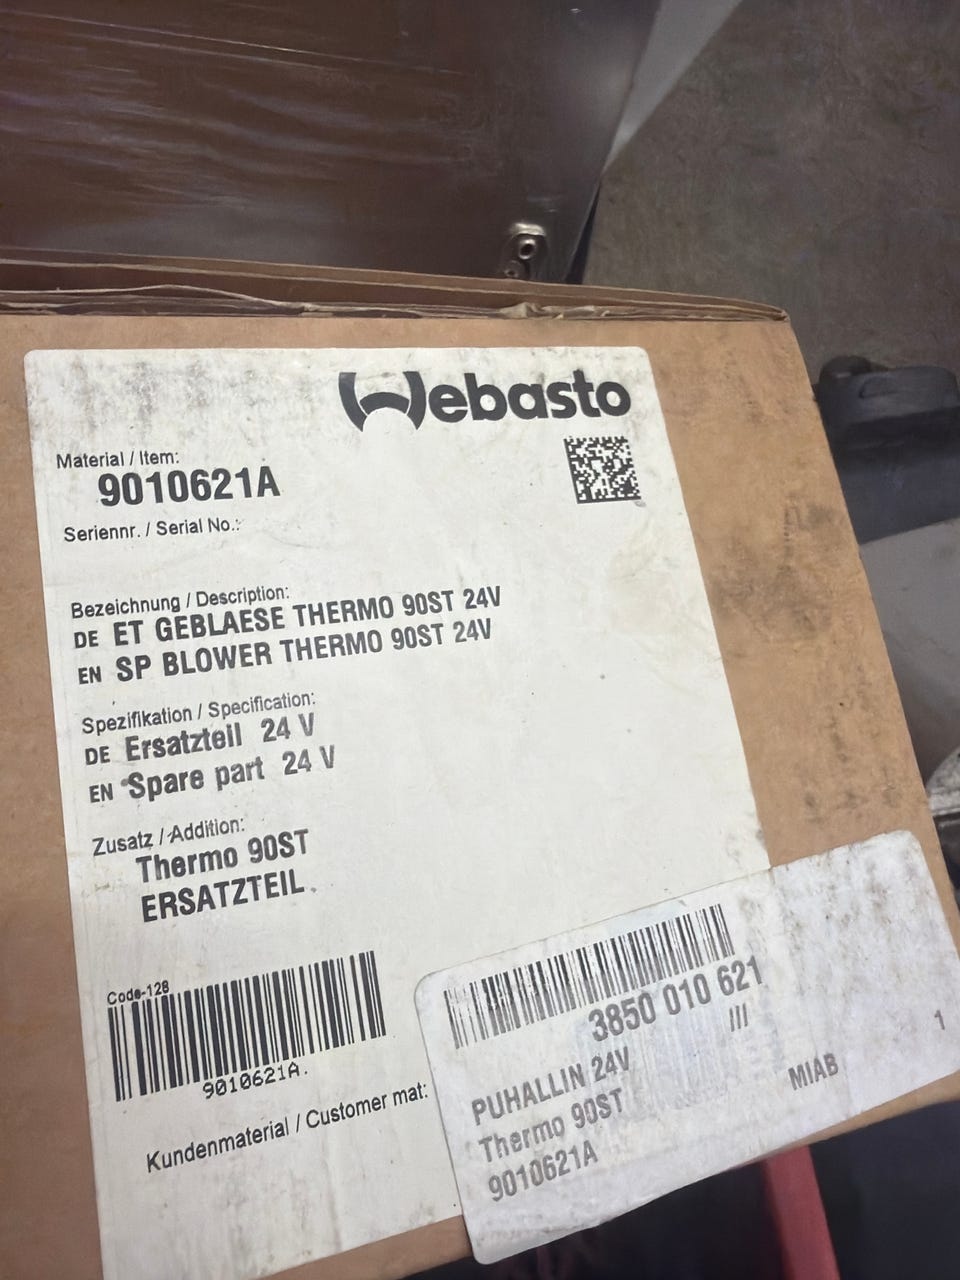 Webasto
Material / Item:
9010621A
Seriennr. / Serial No.:
Bezeichnung / Description:
DE ET GEBLAESE THERMO 90ST 24V
EN SP BLOWER THERMO 90ST 24V
Spezifikation / Specification:
DE Ersatzteil 24 V
EN Spare part 24 V
Zusatz / Addition:
Thermo 90ST
ERSATZTEIL
Code-128
9010621A
Kundenmaterial / Customer mat:
3850 010 621
///
1
PUHALLIN 24V
MIAB
Thermo 90ST
9010621A